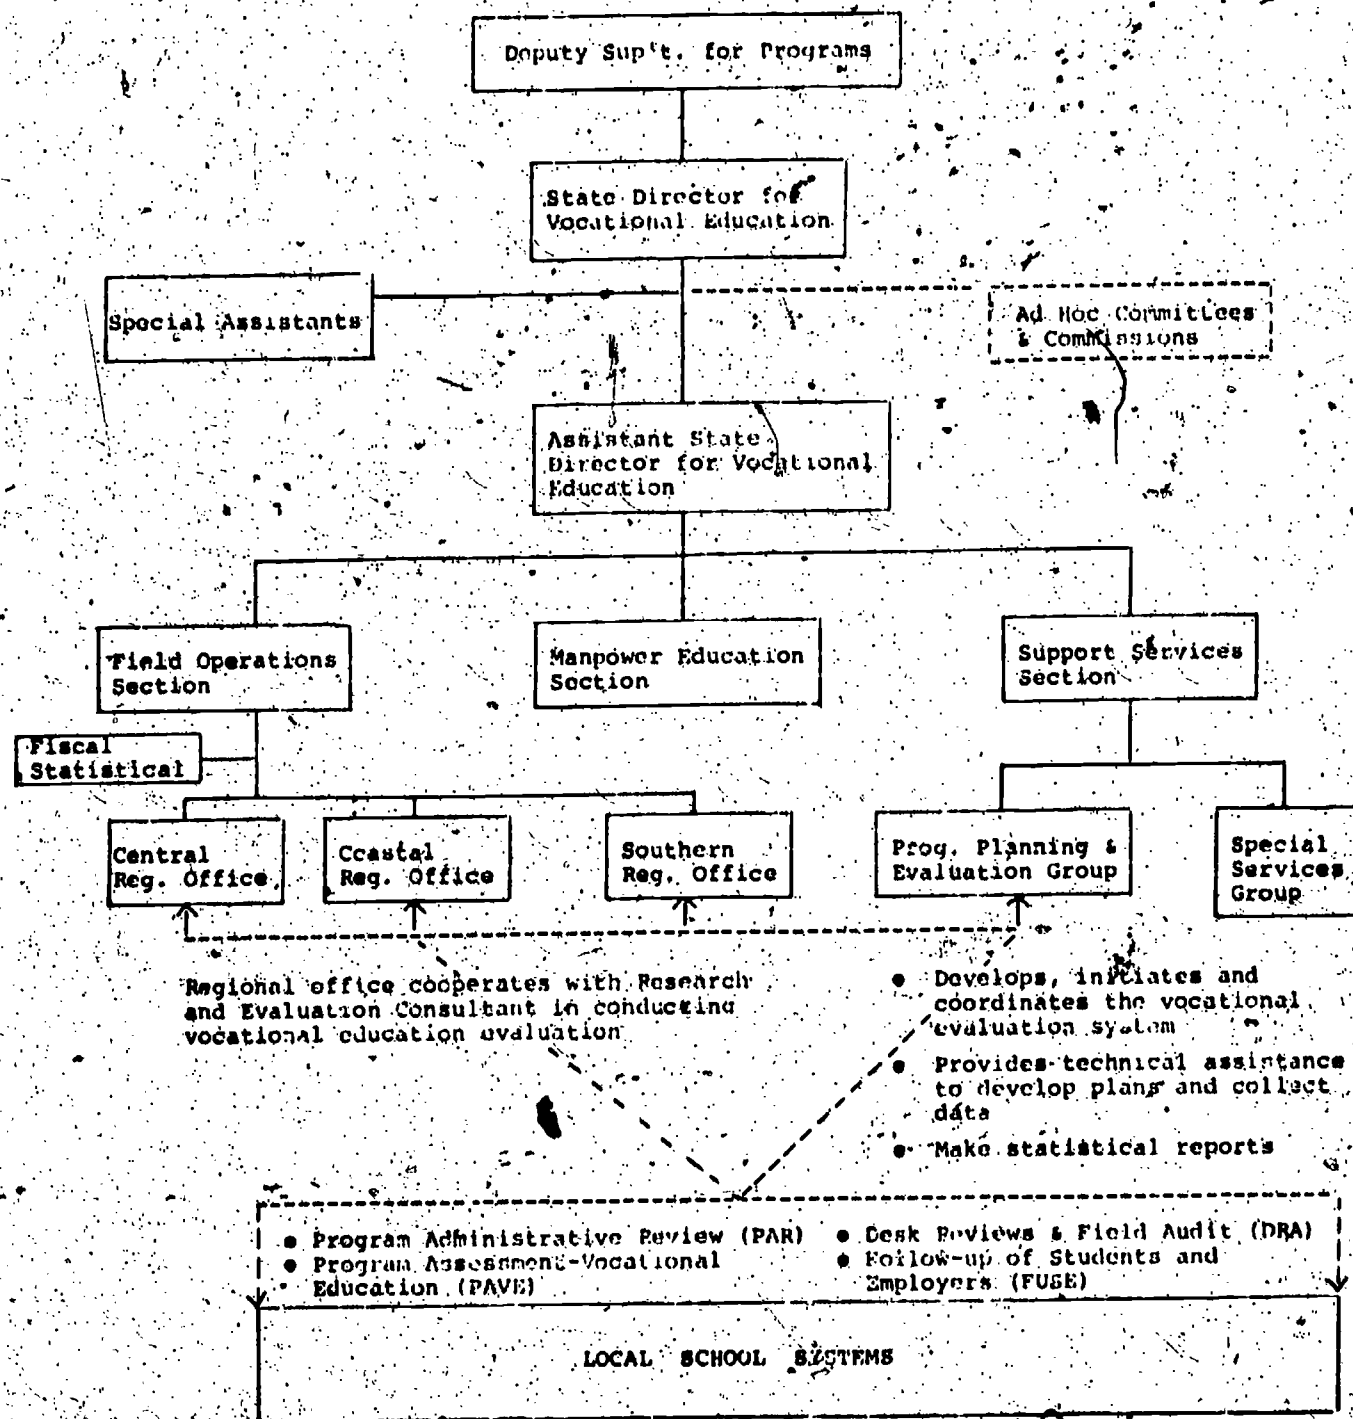 Deputy Sup't. for Programs
State Director for
Vocational Education
Special Assistants
Ad Hoc Committees
& Commissions
Assistant State
Director for Vocational
Education
Field Operations
Section
Manpower Education
Section
Support Services
Section
Fiscal
Statistical
Central
Reg. Office
Coastal
Reg. Office
Southern
Reg. Office
Prog. Planning &
Evaluation Group
Special
Services
Group
Regional office cooperates with Research
and Evaluation Consultant in conducting
vocational education evaluation
• Develops, initiates and
coordinates the vocational
evaluation system
• Provides technical assistance
to develop plans and collect
data
• Make statistical reports
• Program Administrative Review (PAR)
• Program Assessment-Vocational
Education (PAVE)
• Desk Reviews & Field Audit (DRA)
• Follow-up of Students and
Employers (FUSE)
LOCAL SCHOOL SYSTEMS